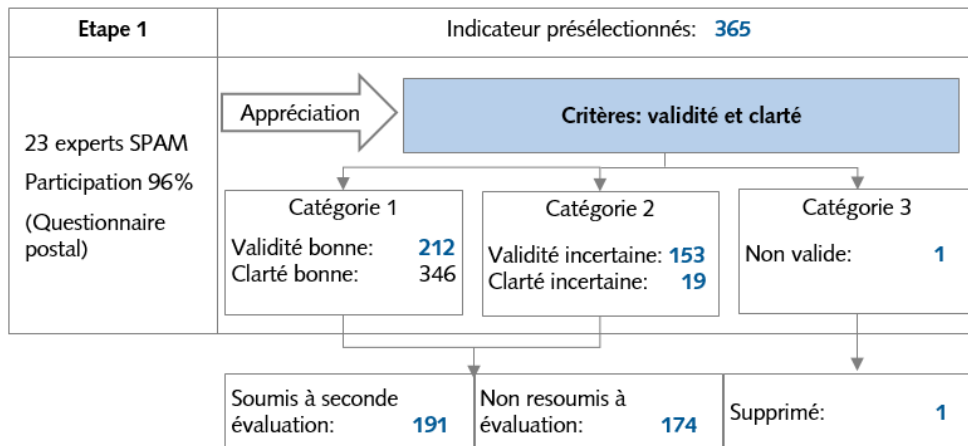 Etape 1
Indicateur présélectionnés: 365
23 experts SPAM
Participation 96%
(Questionnaire
postal)
Appréciation
Critères: validité et clarté
Catégorie 1
Validité bonne: 212
Clarté bonne: 346
Catégorie 2
Validité incertaine: 153
Clarté incertaine: 19
Catégorie 3
Non valide: 1
Soumis à seconde
évaluation: 191
Non resoumis à
évaluation: 174
Supprimé: 1